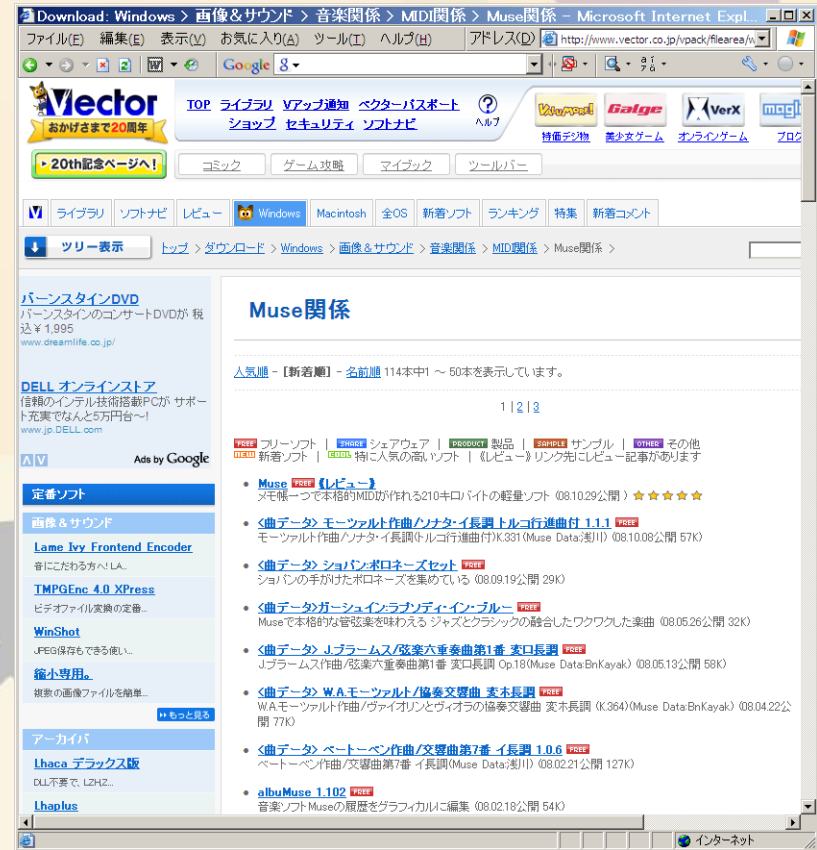 Download: Windows > 画像&サウンド > 音楽関係 > MIDI関係 > Muse関係 - Microsoft Internet Expl...
ファイル(F) 編集(E) 表示(V) お気に入り(A) ツール(T) ヘルプ(H) アドレス(D) http://www.vector.co.jp/vpack/filearea/w
Google
Vector
おかげさまで20周年
TOP ライブラリ Vアップ通知 ベクターパスポート
ショップ セキュリティ ソフトナビ
ヘルプ
Galge VerX
特価デジ物 美少女ゲーム オンラインゲーム ブロ
20th記念ページへ!
コミック ゲーム攻略 マイブック ツールバー
ライブラリ ソフトナビ レビュー Windows Macintosh 全OS 新着ソフト ランキング 特集 新着コメント
ツリー表示 トップ > ダウンロード > Windows > 画像&サウンド > 音楽関係 > MIDI関係 > Muse関係 >
バーンスタインDVD
バーンスタインのコンサートDVDが 税
込¥1,995
www.dreamlife.co.jp/
DELL オンラインストア
信頼のインテル技術搭載PCが サポー
ト充実でなんと5万円台~!
www.jp.DELL.com
Ads by Google
定番ソフト
画像&サウンド
Lame Ivy Frontend Encoder
音にこだわる方へ! LA...
TMPGEnc 4.0 XPress
ビデオファイル変換の定番...
WinShot
JPEG保存もできる使い...
縮小専用。
複数の画像ファイルを簡単...
もっと見る
アーカイバ
Lhaca デラックス版
DLL不要で、LZHZ...
Lhaplus
Muse関係
人気順 - [新着順] - 名前順 114本中1 ~ 50本を表示しています。
1 | 2 | 3
FREE フリーソフト | SHARE シェアウェア | PRODUCT 製品 | SAMPLE サンプル | OTHER その他
NEW 新着ソフト | COOL 特に人気の高いソフト | 《レビュー》リンク先にレビュー記事があります
Muse FREE 《レビュー》
メモ帳一つで本格的MIDIが作れる210キロバイトの軽量ソフト (08.10.29公開) ★★★★★
<曲データ> モーツァルト作曲/ソナタ・イ長調 トルコ行進曲付 1.1.1 FREE
モーツァルト作曲/ソナタ・イ長調(トルコ行進曲付)K.331(Muse Data:浅川) (08.10.08公開 57K)
<曲データ> ショパン:ポロネーズセット FREE
ショパンの手がけたポロネーズを集めている (08.09.19公開 29K)
<曲データ>ガーシュイン:ラプソディ・イン・ブルー FREE
Museで本格的な管弦楽を味わえる ジャズとクラシックの融合したワクワクした楽曲 (08.05.26公開 32K)
<曲データ> J.ブラームス/弦楽六重奏曲第1番 変ロ長調 FREE
J.ブラームス作曲/弦楽六重奏曲第1番 変ロ長調 Op.18(Muse Data:BnKayak) (08.05.13公開 58K)
<曲データ> W.A.モーツァルト/協奏交響曲 変ホ長調 FREE
W.A.モーツァルト作曲/ヴァイオリンとヴィオラの協奏交響曲 変ホ長調 (K.364)(Muse Data:BnKayak) (08.04.22公
開 77K)
<曲データ> ベートーベン作曲/交響曲第7番 イ長調 1.0.6 FREE
ベートーベン作曲/交響曲第7番 イ長調(Muse Data:浅川) (08.02.21公開 127K)
albuMuse 1.102 FREE
音楽ソフトMuseの履歴をグラフィカルに編集 (08.02.18公開 54K)
インターネット